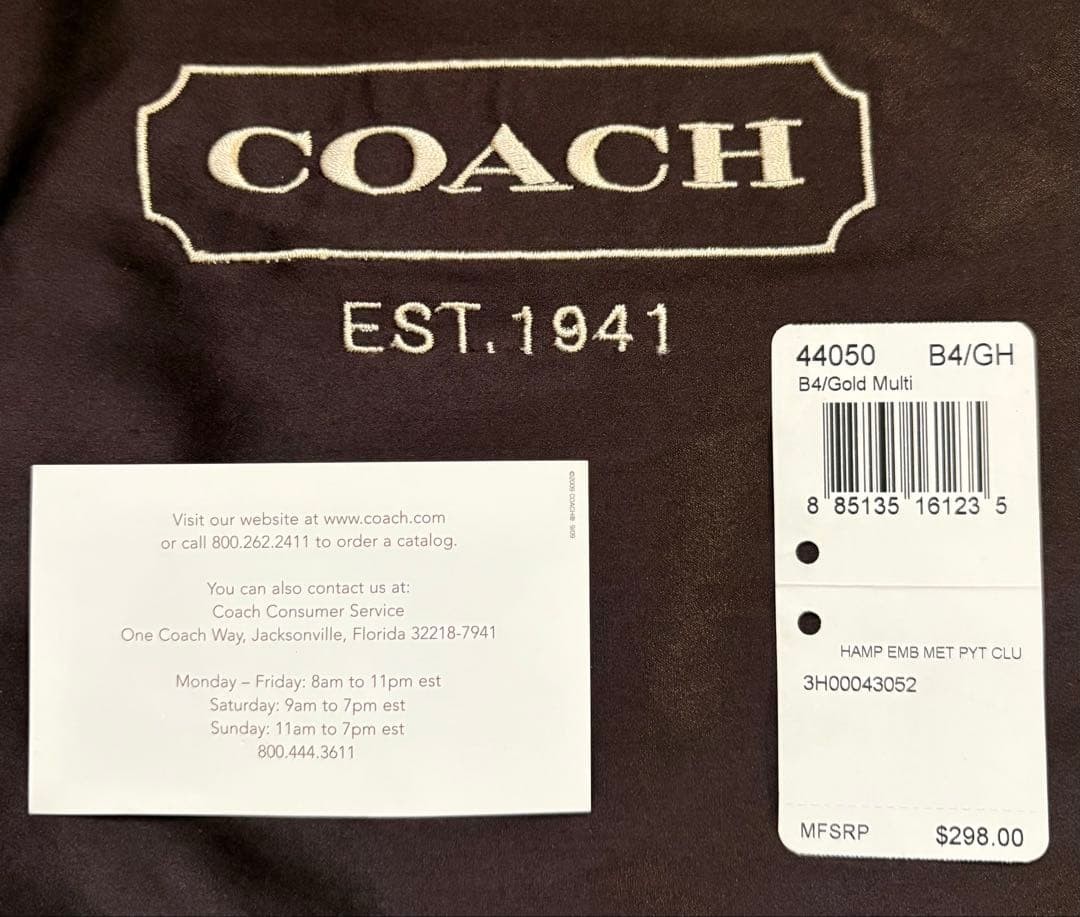 COACH
EST. 1941
44050 B4/GH
B4/Gold Multi
8 85135 16123 5
HAMP EMB MET PYT CLU
3H00043052
MFSRP $298.00
Visit our website at www.coach.com
or call 800.262.2411 to order a catalog.
You can also contact us at:
Coach Consumer Service
One Coach Way, Jacksonville, Florida 32218-7941
Monday – Friday: 8am to 11pm est
Saturday: 9am to 7pm est
Sunday: 11am to 7pm est
800.444.3611